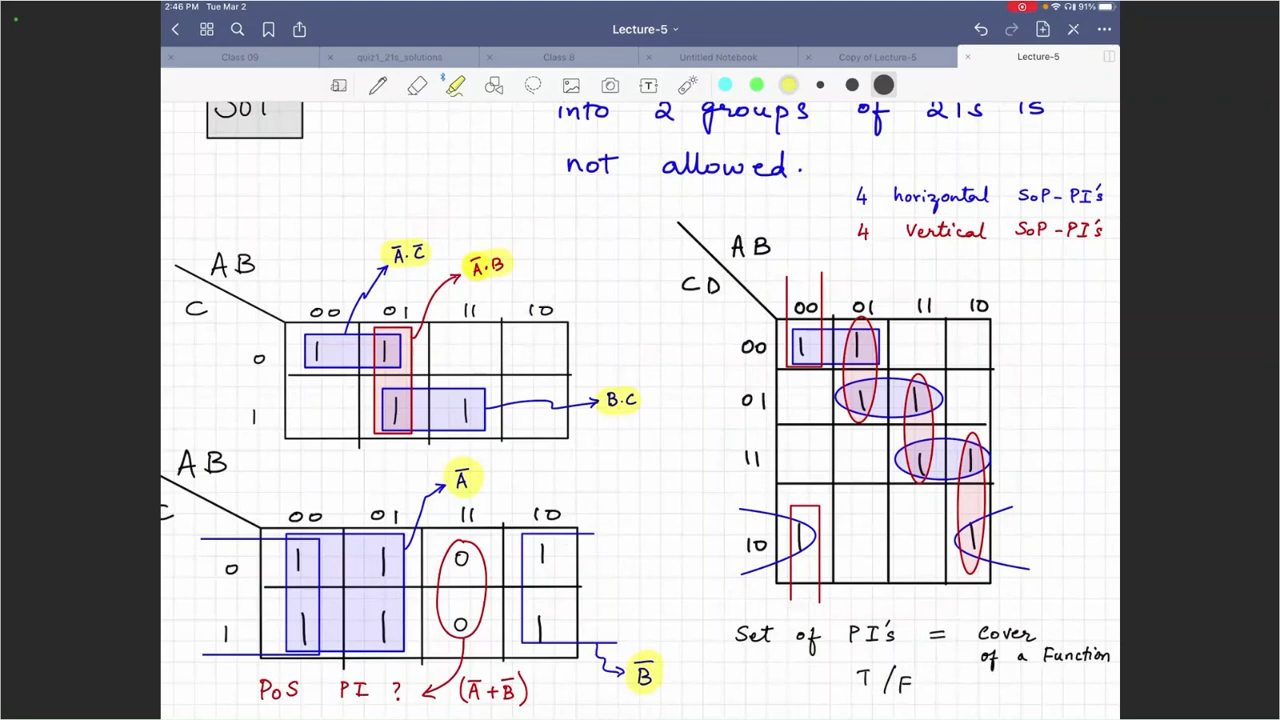 2:46 PM Tue Mar 2
91%
Lecture-5
Class 09
quiz1_21s_solutions
Class 8
Untitled Notebook
Copy of Lecture-5
Lecture-5
into 2 groups of 2 1s is
not allowed.
4 horizontal SoP-PI's
4 Vertical SoP-PI's
A̅.C̅
A̅.B
AB
C
00 01 11 10
0 1 1
1 1 1
B.C
AB
CD
00 01 11 10
00 1 1
01 1 1
11 1 1
10 1 1
AB
C
A̅
00 01 11 10
0 1 1 0 1
1 1 1 0 1
B̅
PoS PI ? (A̅+B̅)
Set of PI's = Cover
of a Function
T/F